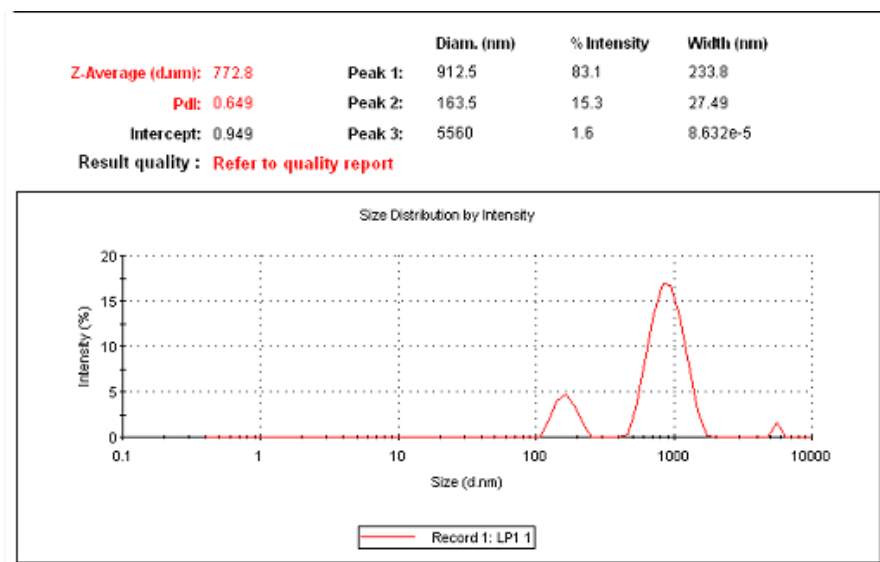 Diam. (nm) % Intensity Width (nm)
Z-Average (d.nm): 772.8 Peak 1: 912.5 83.1 233.8
PdI: 0.649 Peak 2: 163.5 15.3 27.49
Intercept: 0.949 Peak 3: 5560 1.6 8.632e-5
Result quality : Refer to quality report
Size Distribution by Intensity
20
15
10
5
0
Intensity (%)
0.1 1 10 100 1000 10000
Size (d.nm)
Record 1: LP1 1